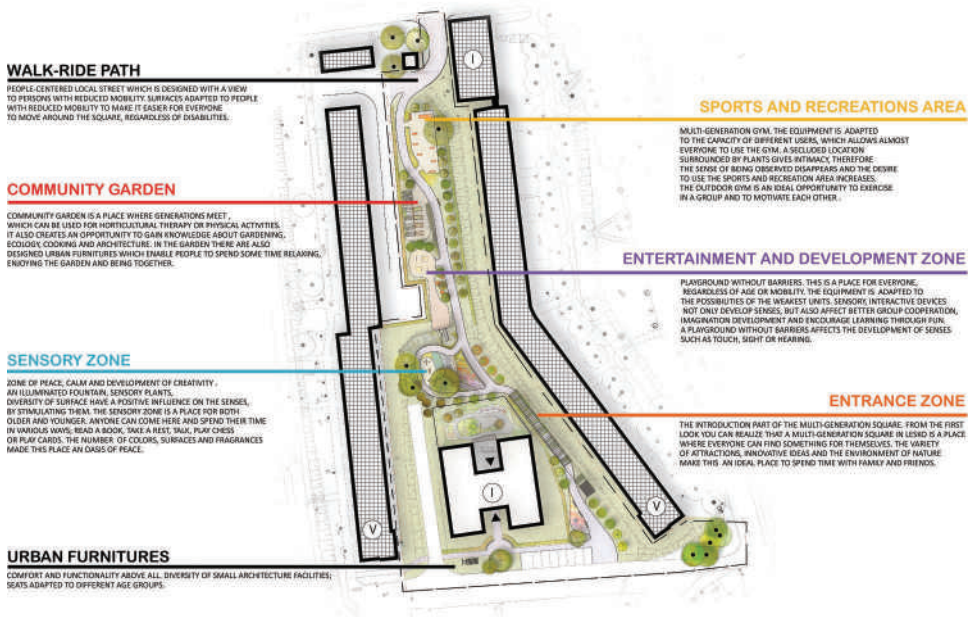 WALK-RIDE PATH
PEOPLE-CENTERED LOCAL STREET WHICH IS DESIGNED WITH A VIEW
TO PERSONS WITH REDUCED MOBILITY. SURFACES ADAPTED TO PEOPLE
WITH REDUCED MOBILITY TO MAKE IT EASIER FOR EVERYONE
TO MOVE AROUND THE SQUARE, REGARDLESS OF DISABILITIES.
COMMUNITY GARDEN
COMMUNITY GARDEN IS A PLACE WHERE GENERATIONS MEET ,
WHICH CAN BE USED FOR HORTICULTURAL THERAPY OR PHYSICAL ACTIVITIES.
IT ALSO CREATES AN OPPORTUNITY TO GAIN KNOWLEDGE ABOUT GARDENING,
ECOLOGY, COOKING AND ARCHITECTURE. IN THE GARDEN THERE ARE ALSO
DESIGNED URBAN FURNITURES WHICH ENABLE PEOPLE TO SPEND SOME TIME RELAXING,
ENJOYING THE GARDEN AND BEING TOGETHER.
SENSORY ZONE
ZONE OF PEACE, CALM AND DEVELOPMENT OF CREATIVITY .
AN ILLUMINATED FOUNTAIN, SENSORY PLANTS,
DIVERSITY OF SURFACE HAVE A POSITIVE INFLUENCE ON THE SENSES,
BY STIMULATING THEM. THE SENSORY ZONE IS A PLACE FOR BOTH
OLDER AND YOUNGER. ANYONE CAN COME HERE AND SPEND THEIR TIME
IN VARIOUS WAYS; READ A BOOK, TAKE A REST, TALK, PLAY CHESS
OR PLAY CARDS. THE NUMBER OF COLORS, SURFACES AND FRAGRANCES
MADE THIS PLACE AN OASIS OF PEACE.
URBAN FURNITURES
COMFORT AND FUNCTIONALITY ABOVE ALL. DIVERSITY OF SMALL ARCHITECTURE FACILITIES;
SEATS ADAPTED TO DIFFERENT AGE GROUPS.
I
V
I
V
SPORTS AND RECREATIONS AREA
MULTI-GENERATION GYM. THE EQUIPMENT IS ADAPTED
TO THE CAPACITY OF DIFFERENT USERS, WHICH ALLOWS ALMOST
EVERYONE TO USE THE GYM. A SECLUDED LOCATION
SURROUNDED BY PLANTS GIVES INTIMACY, THEREFORE
THE SENSE OF BEING OBSERVED DISAPPEARS AND THE DESIRE
TO USE THE SPORTS AND RECREATION AREA INCREASES.
THE OUTDOOR GYM IS AN IDEAL OPPORTUNITY TO EXERCISE
IN A GROUP AND TO MOTIVATE EACH OTHER .
ENTERTAINMENT AND DEVELOPMENT ZONE
PLAYGROUND WITHOUT BARRIERS. THIS IS A PLACE FOR EVERYONE,
REGARDLESS OF AGE OR MOBILITY. THE EQUIPMENT IS ADAPTED TO
THE POSSIBILITIES OF THE WEAKEST UNITS. SENSORY, INTERACTIVE DEVICES
NOT ONLY DEVELOP SENSES, BUT ALSO AFFECT BETTER GROUP COOPERATION,
IMAGINATION DEVELOPMENT AND ENCOURAGE LEARNING THROUGH FUN.
A PLAYGROUND WITHOUT BARRIERS AFFECTS THE DEVELOPMENT OF SENSES
SUCH AS TOUCH, SIGHT OR HEARING.
ENTRANCE ZONE
THE INTRODUCTION PART OF THE MULTI-GENERATION SQUARE. FROM THE FIRST
LOOK YOU CAN REALIZE THAT A MULTI-GENERATION SQUARE IN LESKO IS A PLACE
WHERE EVERYONE CAN FIND SOMETHING FOR THEMSELVES. THE VARIETY
OF ATTRACTIONS, INNOVATIVE IDEAS AND THE ENVIRONMENT OF NATURE
MAKE THIS AN IDEAL PLACE TO SPEND TIME WITH FAMILY AND FRIENDS.